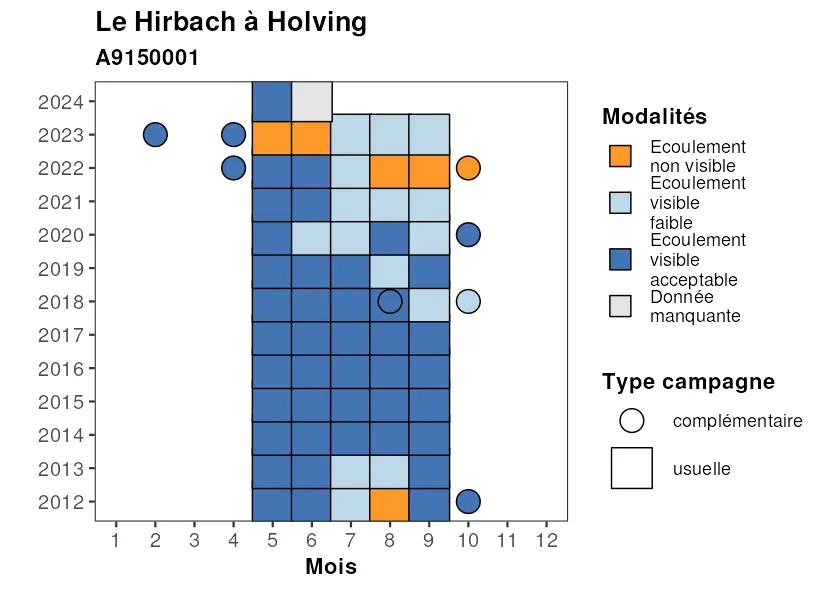 Le Hirbach à Holving
A9150001
2024
2023
2022
2021
2020
2019
2018
2017
2016
2015
2014
2013
2012
1 2 3 4 5 6 7 8 9 10 11 12
Mois
Modalités
Ecoulement
non visible
Ecoulement
visible
faible
Ecoulement
visible
acceptable
Donnée
manquante
Type campagne
complémentaire
usuelle